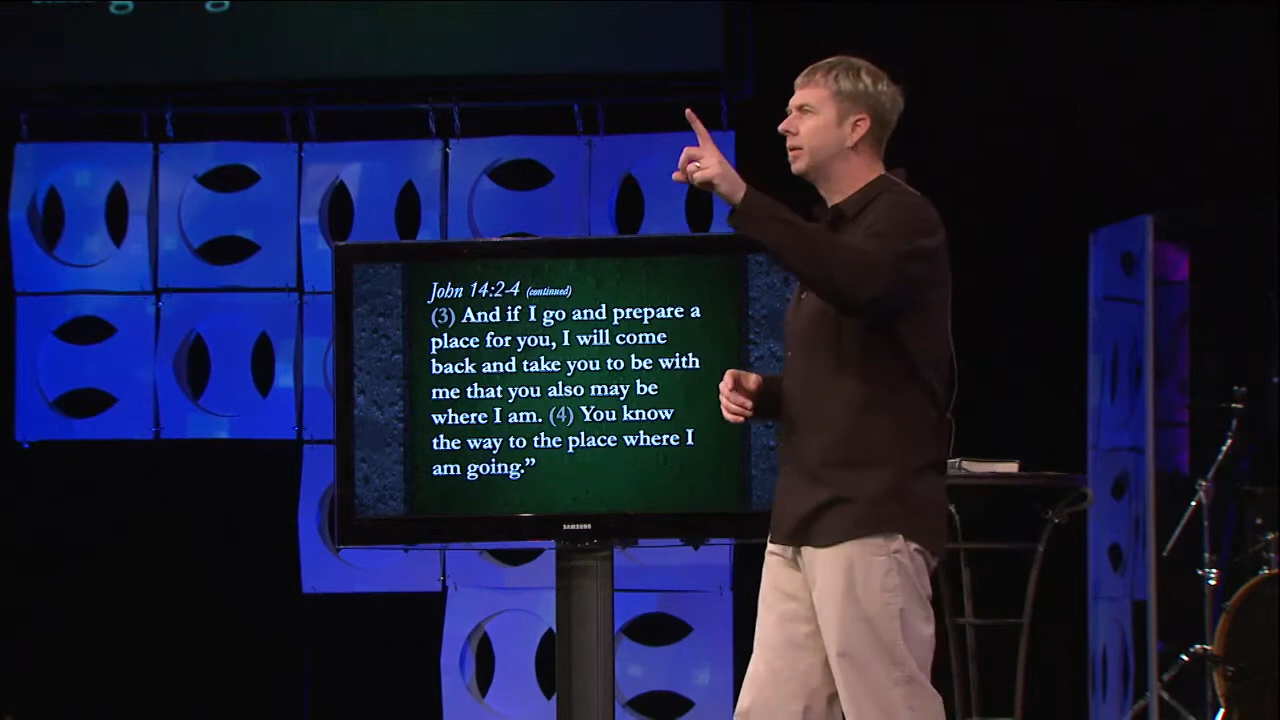 John 14:2-4 (continued)
(3) And if I go and prepare a
place for you, I will come
back and take you to be with
me that you also may be
where I am. (4) You know
the way to the place where I
am going.”
SAMSUNG